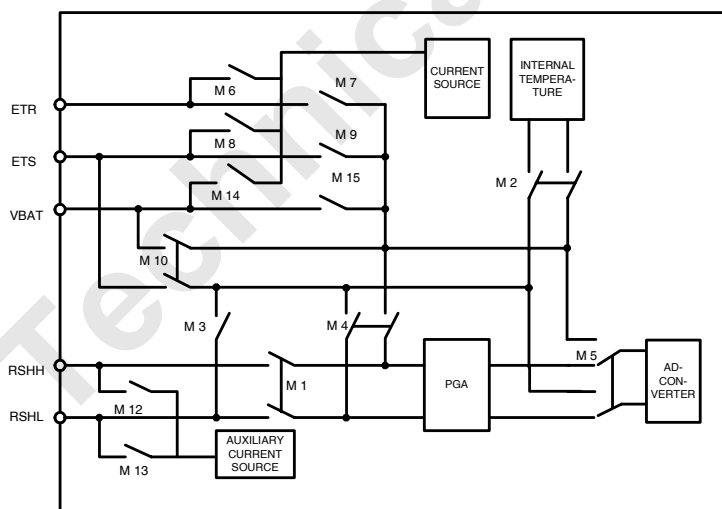 Technica
CURRENT
SOURCE
INTERNAL
TEMPERA-
TURE
M 6
M 7
ETR
M 8
M 9
ETS
M 14
M 15
M 2
VBAT
M 10
M 3
M 4
RSHH
M 1
PGA
M 5
AD-
CON-
VERTER
M 12
RSHL
AUXILIARY
CURRENT
SOURCE
M 13